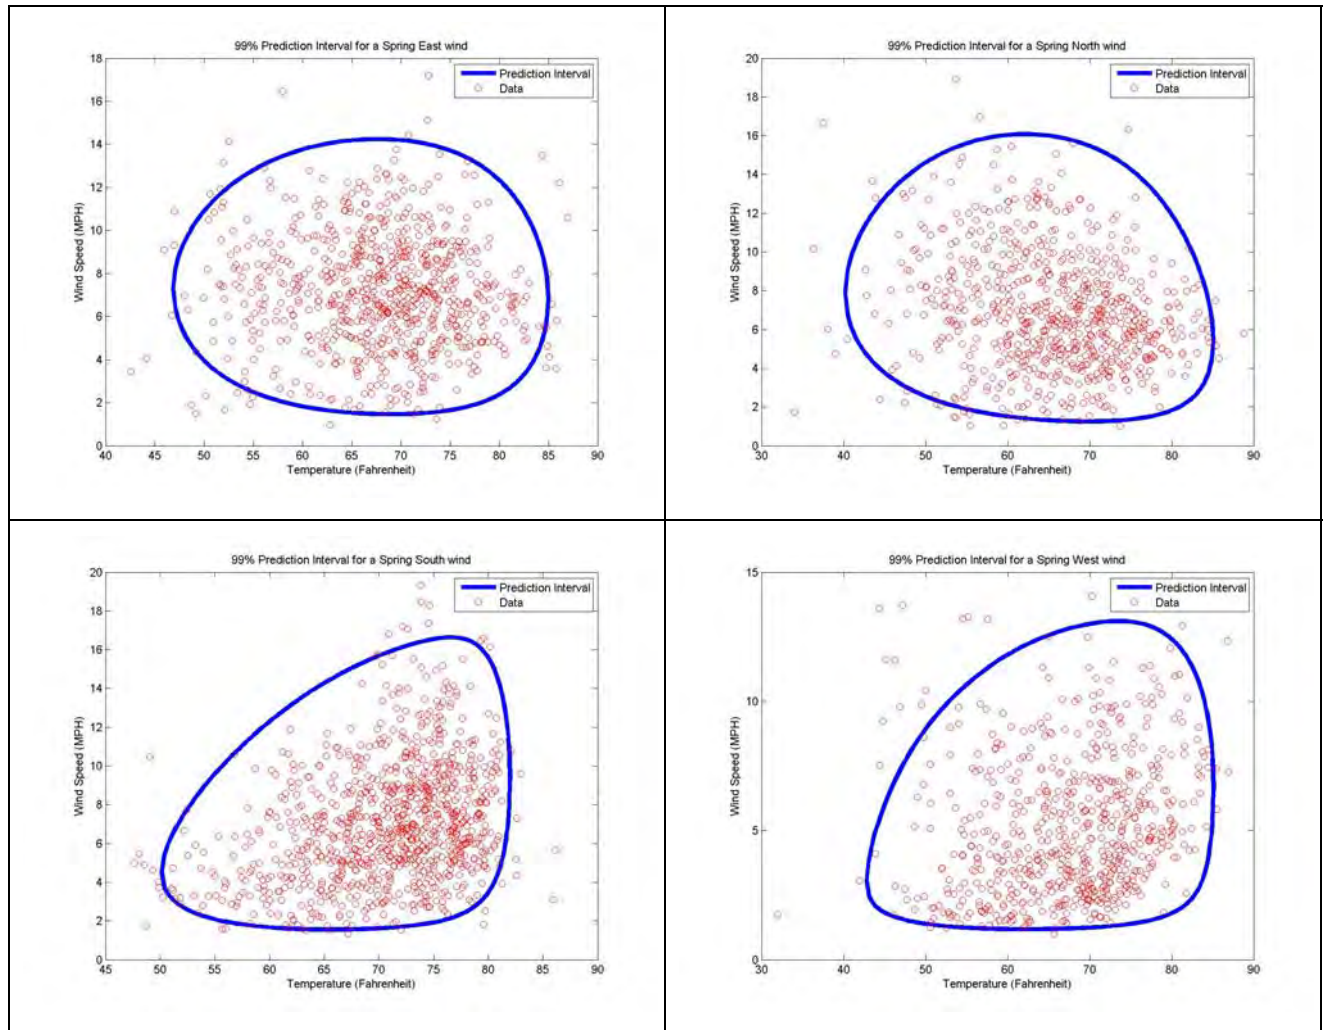 99% Prediction Interval for a Spring East wind
Prediction Interval
Data
18
16
14
12
10
8
6
4
2
0
Wind Speed (MPH)
40 45 50 55 60 65 70 75 80 85 90
Temperature (Fahrenheit)
99% Prediction Interval for a Spring North wind
Prediction Interval
Data
20
18
16
14
12
10
8
6
4
2
0
Wind Speed (MPH)
30 40 50 60 70 80 90
Temperature (Fahrenheit)
99% Prediction Interval for a Spring South wind
Prediction Interval
Data
20
18
16
14
12
10
8
6
4
2
0
Wind Speed (MPH)
45 50 55 60 65 70 75 80 85 90
Temperature (Fahrenheit)
99% Prediction Interval for a Spring West wind
Prediction Interval
Data
15
10
5
0
Wind Speed (MPH)
30 40 50 60 70 80 90
Temperature (Fahrenheit)